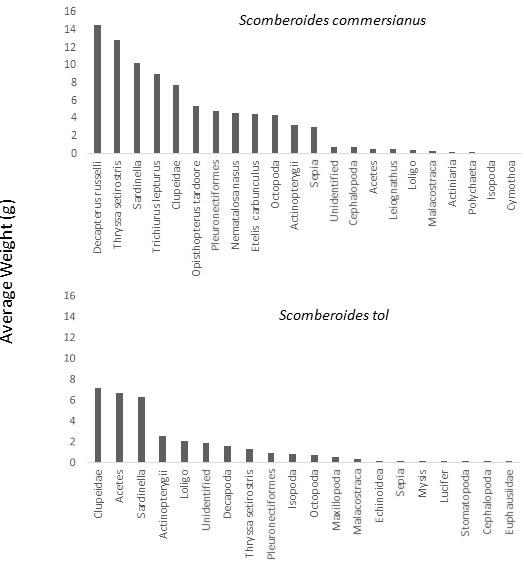 Scomberoides commersianus
16
14
12
10
8
6
4
2
0
Decapterus russelli
Thryssa setirostris
Sardinella
Trichiurus lepturus
Clupeidae
Opisthopterus tardoore
Pleuronectiformes
Nematalosa nasus
Etelis carbunculus
Octopoda
Actinopterygii
Sepia
Unidentified
Cephalopoda
Acetes
Leiognathus
Loligo
Malacostraca
Actiniaria
Polychaeta
Isopoda
Cymothoa
Average Weight (g)
Scomberoides tol
16
14
12
10
8
6
4
2
0
Clupeidae
Acetes
Sardinella
Actinopterygii
Loligo
Unidentified
Decapoda
Thryssa setirostris
Pleuronectiformes
Isopoda
Octopoda
Maxillopoda
Malacostraca
Echinoidea
Sepia
Mysis
Lucifer
Stomatopoda
Cephalopoda
Euphausiidae